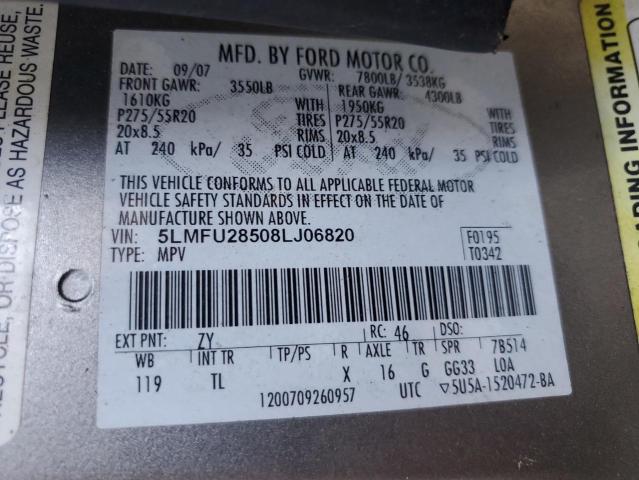 MFD. BY FORD MOTOR CO.
DATE: 09/07 GVWR: 7800LB/ 3538KG
FRONT GAWR: 3550LB REAR GAWR: 4300LB
1610KG WITH 1950KG WITH
P275/55R20 TIRES P275/55R20 TIRES
20x8.5 RIMS 20x8.5 RIMS
AT 240 kPa/ 35 PSI COLD AT 240 kPa/ 35 PSI COLD
THIS VEHICLE CONFORMS TO ALL APPLICABLE FEDERAL MOTOR
VEHICLE SAFETY STANDARDS IN EFFECT ON THE DATE OF
MANUFACTURE SHOWN ABOVE.
VIN: 5LMFU28508LJ06820 F0195
TYPE: MPV T0342
EXT PNT: ZY RC: 46 DSO:
WB INT TR TP/PS R AXLE TR SPR 7B514
119 TL X 16 G GG33 LOA
1200709260957 UTC ▽5U5A-1520472-BA
PLEASE REUSE,
RECYCLE, OR DISPOSE AS HAZARDOUS WASTE.
ADING INFORMATION